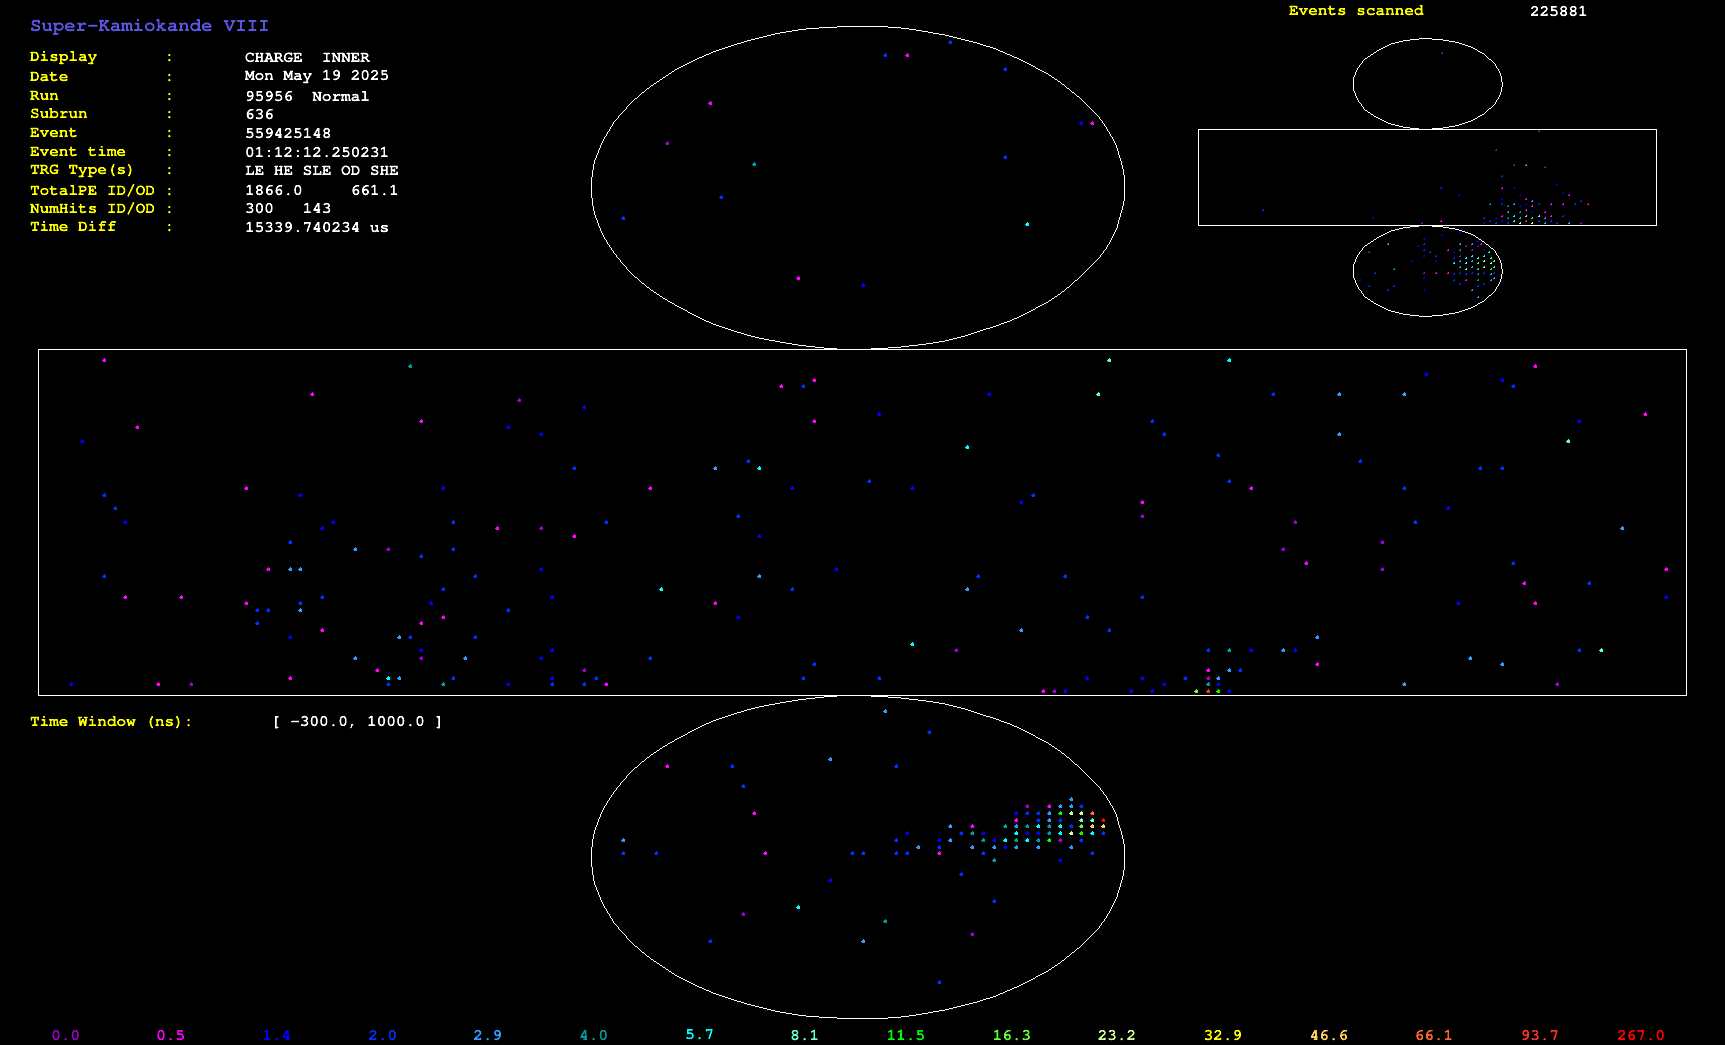 Super-Kamiokande VIII
Events scanned 225881
Display : CHARGE INNER
Date : Mon May 19 2025
Run : 95956 Normal
Subrun : 636
Event : 559425148
Event time : 01:12:12.250231
TRG Type(s) : LE HE SLE OD SHE
TotalPE ID/OD : 1866.0 661.1
NumHits ID/OD : 300 143
Time Diff : 15339.740234 us
Time Window (ns): [ -300.0, 1000.0 ]
0.0 0.5 1.4 2.0 2.9 4.0 5.7 8.1 11.5 16.3 23.2 32.9 46.6 66.1 93.7 267.0